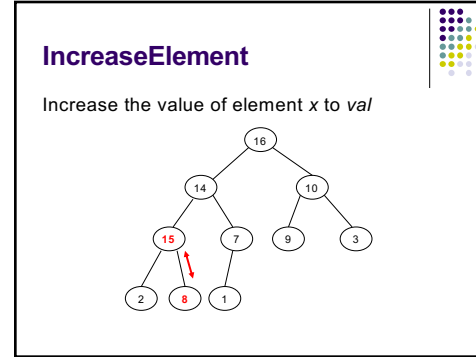 IncreaseElement
Increase the value of element x to val
16
14 10
15 7 9 3
2 8 1